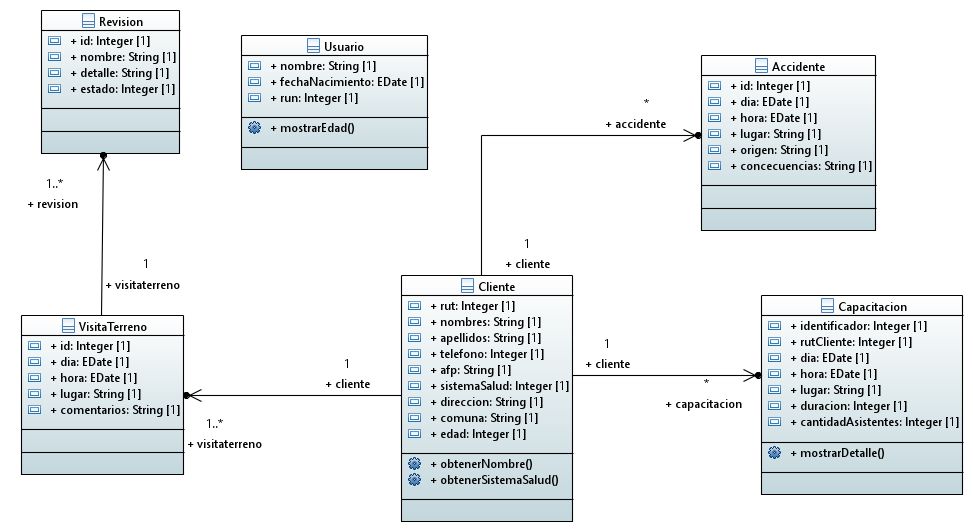 Revision
+ id: Integer [1]
+ nombre: String [1]
+ detalle: String [1]
+ estado: Integer [1]
Usuario
+ nombre: String [1]
+ fechaNacimiento: EDate [1]
+ run: Integer [1]
+ mostrarEdad()
Accidente
+ id: Integer [1]
+ dia: EDate [1]
+ hora: EDate [1]
+ lugar: String [1]
+ origen: String [1]
+ concecuencias: String [1]
*
+ accidente
1..*
+ revision
1
+ visitaterreno
1
+ cliente
VisitaTerreno
+ id: Integer [1]
+ dia: EDate [1]
+ hora: EDate [1]
+ lugar: String [1]
+ comentarios: String [1]
1
+ cliente
1..*
+ visitaterreno
Cliente
+ rut: Integer [1]
+ nombres: String [1]
+ apellidos: String [1]
+ telefono: Integer [1]
+ afp: String [1]
+ sistemaSalud: Integer [1]
+ direccion: String [1]
+ comuna: String [1]
+ edad: Integer [1]
+ obtenerNombre()
+ obtenerSistemaSalud()
1
+ cliente
*
+ capacitacion
Capacitacion
+ identificador: Integer [1]
+ rutCliente: Integer [1]
+ dia: EDate [1]
+ hora: EDate [1]
+ lugar: String [1]
+ duracion: Integer [1]
+ cantidadAsistentes: Integer [1]
+ mostrarDetalle()